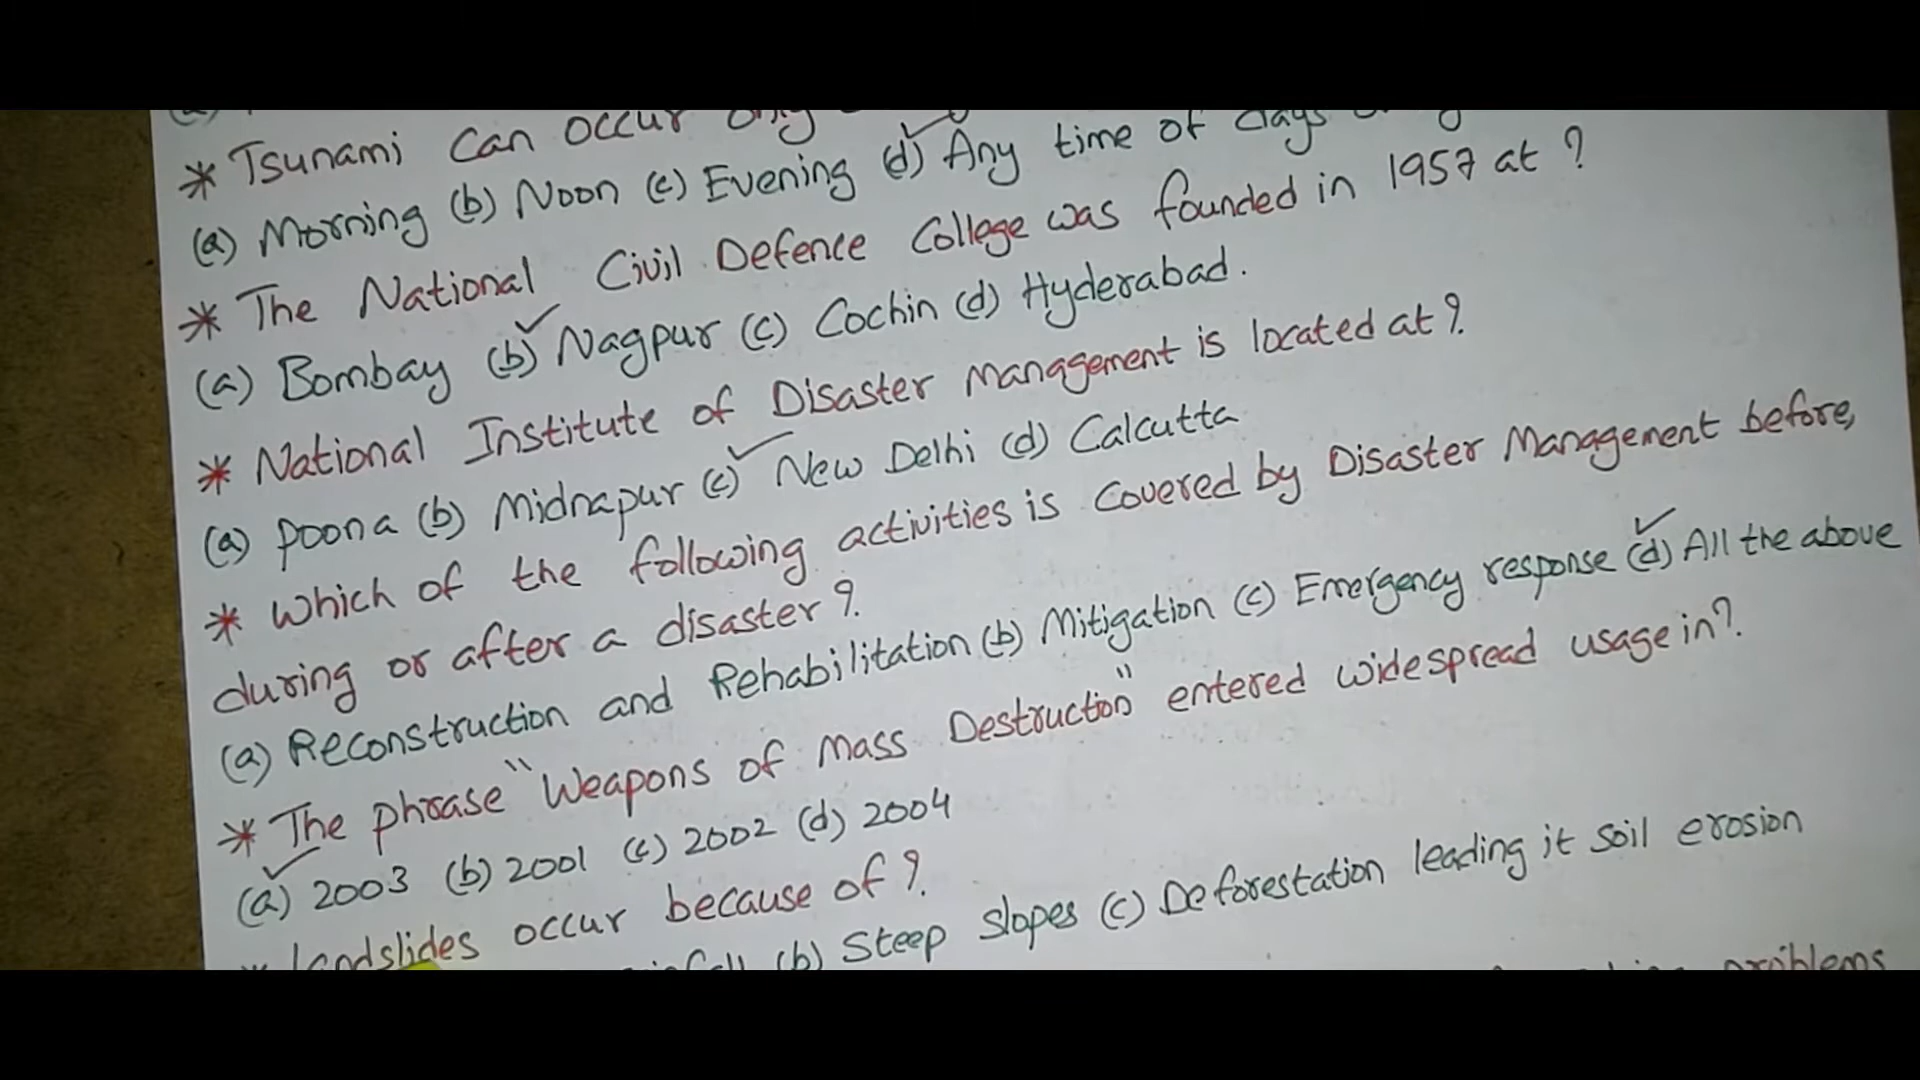 * Tsunami can occur only
(a) Morning (b) Noon (c) Evening (d) Any time of days
* The National Civil Defence College was founded in 1957 at ?
(a) Bombay (b) Nagpur (c) Cochin (d) Hyderabad.
* National Institute of Disaster Management is located at ?
(a) Poona (b) Midnapur (c) New Delhi (d) Calcutta
* Which of the following activities is covered by Disaster Management before,
during or after a disaster ?
(a) Reconstruction and Rehabilitation (b) Mitigation (c) Emergency response (d) All the above
* The phrase "Weapons of Mass Destruction" entered widespread usage in ?
(a) 2003 (b) 2001 (c) 2002 (d) 2004
* Landslides occur because of ?
(b) Steep slopes (c) Deforestation leading it soil erosion
problems